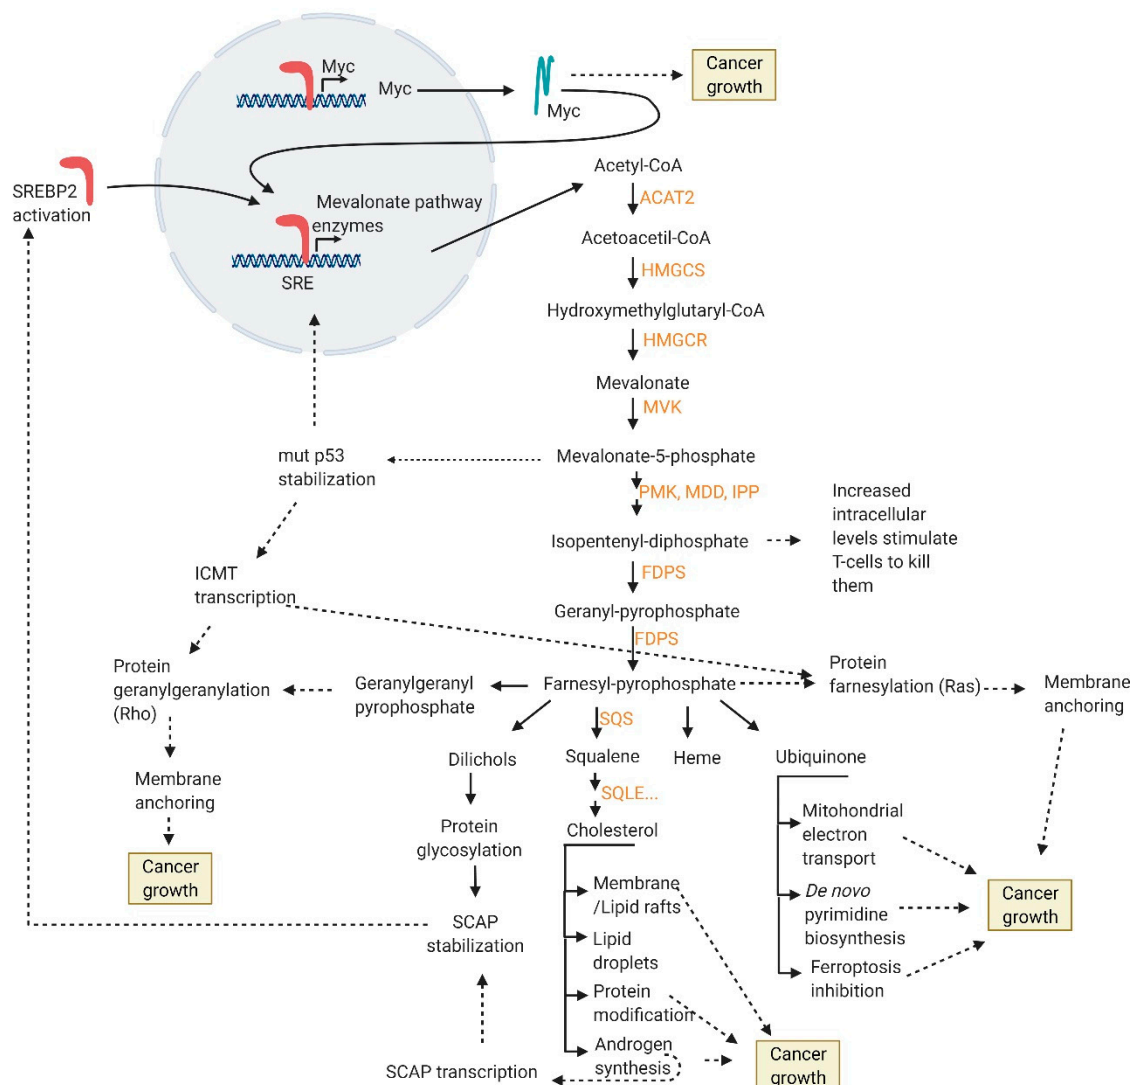 Myc
Myc
Myc
Cancer
growth
SREBP2
activation
Mevalonate pathway
enzymes
SRE
Acetyl-CoA
ACAT2
Acetoacetil-CoA
HMGCS
Hydroxymethylglutaryl-CoA
HMGCR
Mevalonate
MVK
mut p53
stabilization
Mevalonate-5-phosphate
PMK, MDD, IPP
Increased
intracellular
levels stimulate
T-cells to kill
them
Isopentenyl-diphosphate
FDPS
ICMT
transcription
Geranyl-pyrophosphate
FDPS
Protein
geranylgeranylation
(Rho)
Geranylgeranyl
pyrophosphate
Farnesyl-pyrophosphate
Protein
farnesylation (Ras)
Membrane
anchoring
SQS
Dilichols
Squalene
Heme
Ubiquinone
Membrane
anchoring
SQLE...
Protein
glycosylation
Cholesterol
Mitohondrial
electron
transport
Cancer
growth
Membrane
/Lipid rafts
De novo
pyrimidine
biosynthesis
Cancer
growth
SCAP
stabilization
Lipid
droplets
Ferroptosis
inhibition
Protein
modification
Androgen
synthesis
SCAP transcription
Cancer
growth